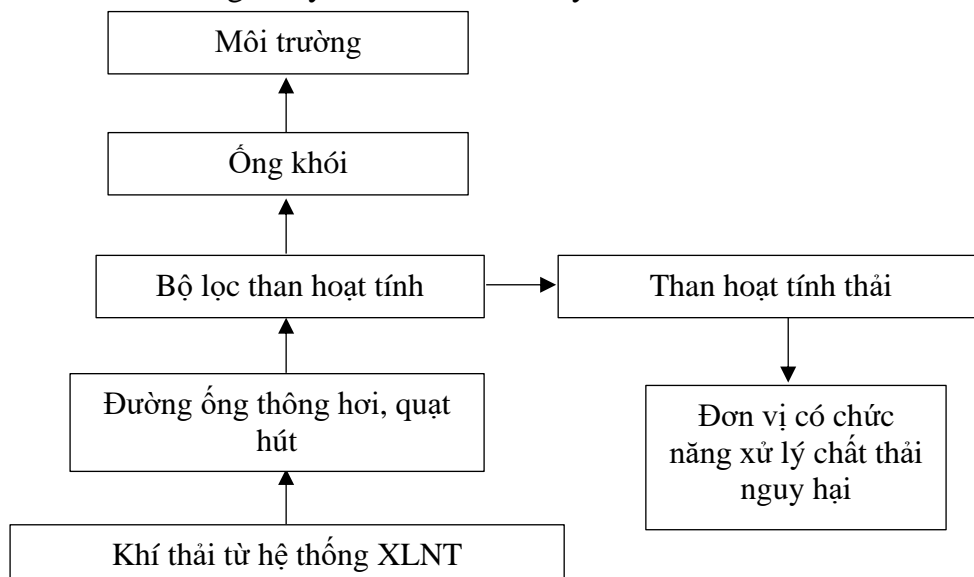 Môi trường
Ống khói
Bộ lọc than hoạt tính
Than hoạt tính thải
Đường ống thông hơi, quạt
hút
Đơn vị có chức
năng xử lý chất thải
nguy hại
Khí thải từ hệ thống XLNT